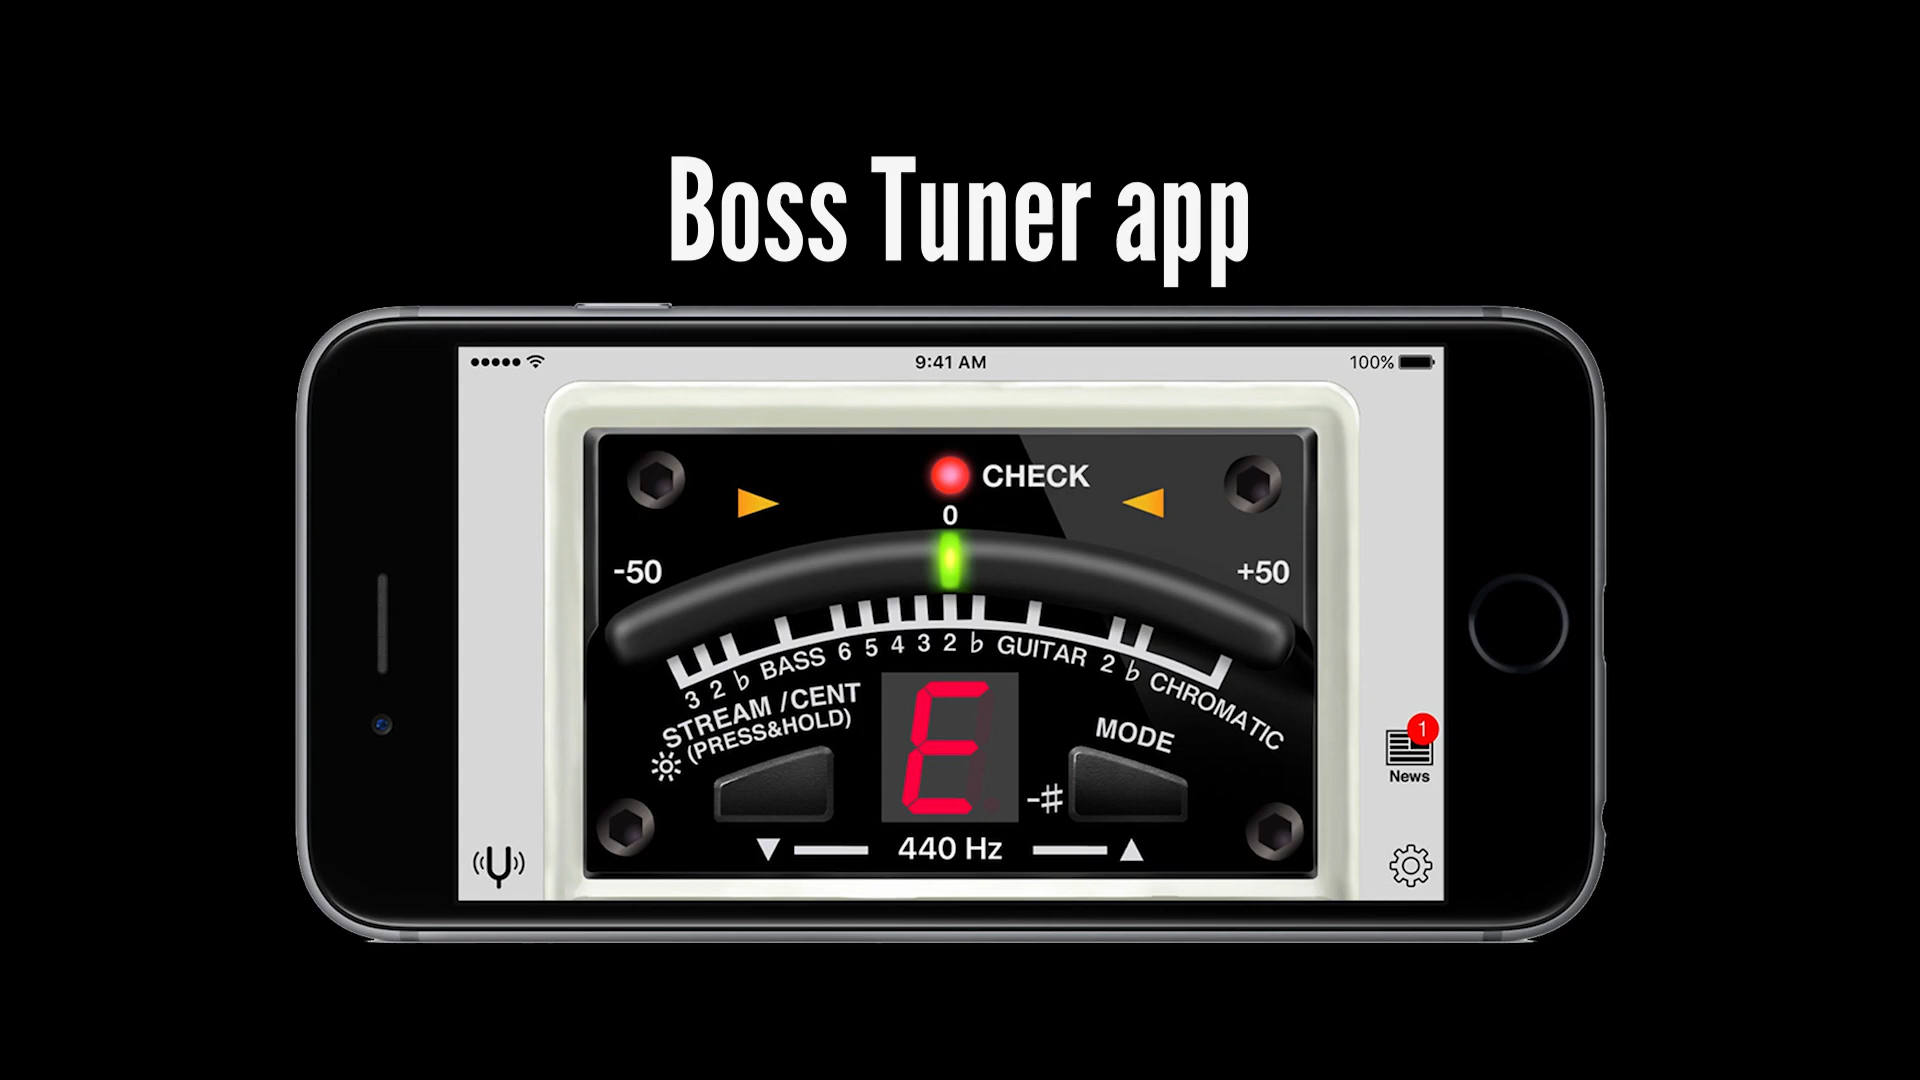 Boss Tuner app
9:41 AM
100%
CHECK
0
-50
+50
3 2 ♭ BASS 6 5 4 3 2 ♭ GUITAR 2 ♭ CHROMATIC
STREAM /CENT
(PRESS&HOLD)
MODE
E
-#
440 Hz
1
News